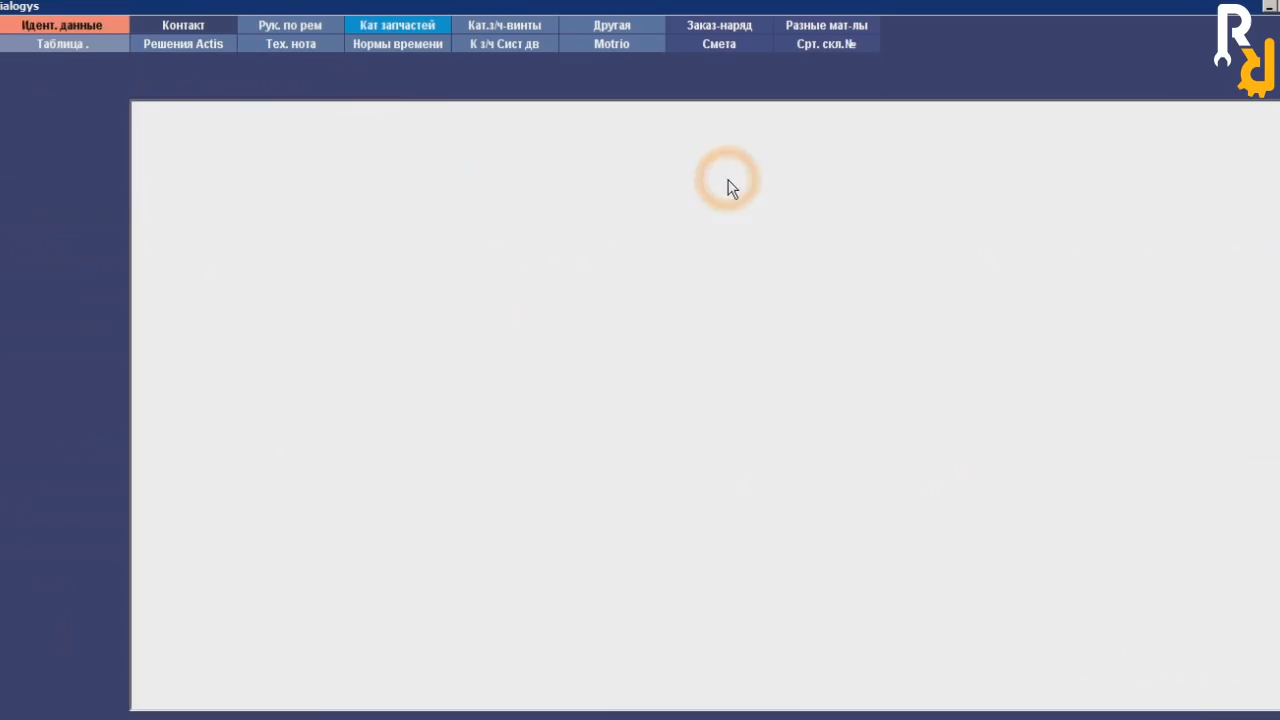 ialogys
Идент. данные Контакт Рук. по рем Кат запчастей Кат.з/ч-винты Другая Заказ-наряд Разные мат-лы
Таблица . Решения Actis Тех. нота Нормы времени К з/ч Сист дв Motrio Смета Срт. скл.№